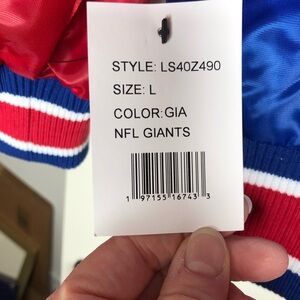 STYLE: LS40Z490
SIZE: L
COLOR: GIA
NFL GIANTS
1 97155 16743 3